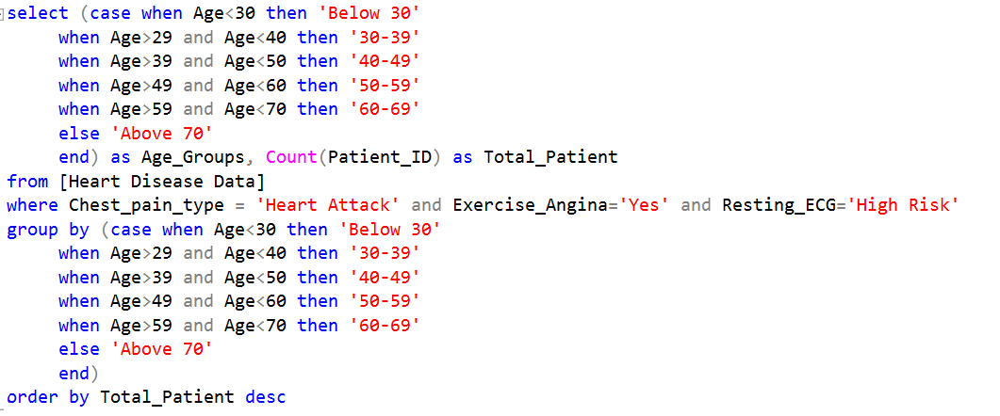 select (case when Age<30 then 'Below 30'
when Age>29 and Age<40 then '30-39'
when Age>39 and Age<50 then '40-49'
when Age>49 and Age<60 then '50-59'
when Age>59 and Age<70 then '60-69'
else 'Above 70'
end) as Age_Groups, Count(Patient_ID) as Total_Patient
from [Heart Disease Data]
where Chest_pain_type = 'Heart Attack' and Exercise_Angina='Yes' and Resting_ECG='High Risk'
group by (case when Age<30 then 'Below 30'
when Age>29 and Age<40 then '30-39'
when Age>39 and Age<50 then '40-49'
when Age>49 and Age<60 then '50-59'
when Age>59 and Age<70 then '60-69'
else 'Above 70'
end)
order by Total_Patient desc